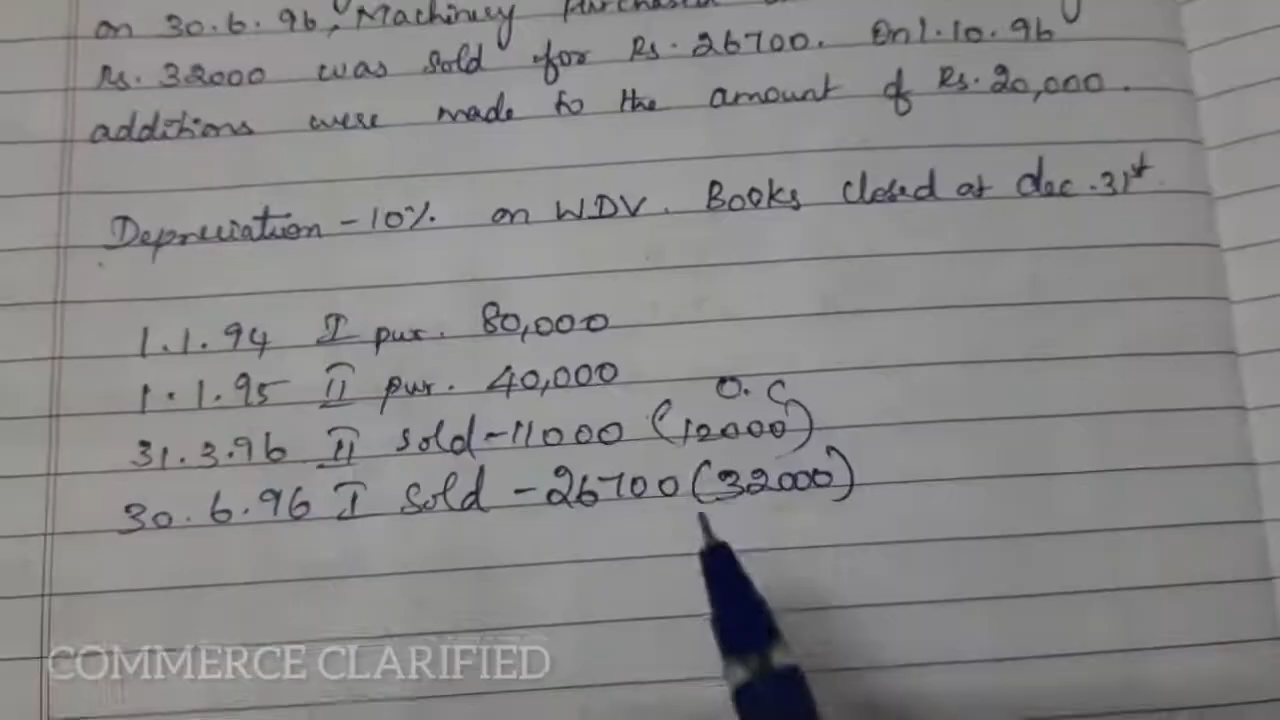 on 30.6.96, Machinery Purchased
Rs. 32000 was sold for Rs. 26700. On 1.10.96
additions were made to the amount of Rs. 20,000.
Depreciation - 10% on WDV. Books closed at dec. 31st
1.1.94 I pur. 80,000
1.1.95 II pur. 40,000
O.C
31.3.96 II sold - 11000 (12000)
30.6.96 I sold - 26700 (32000)
COMMERCE CLARIFIED